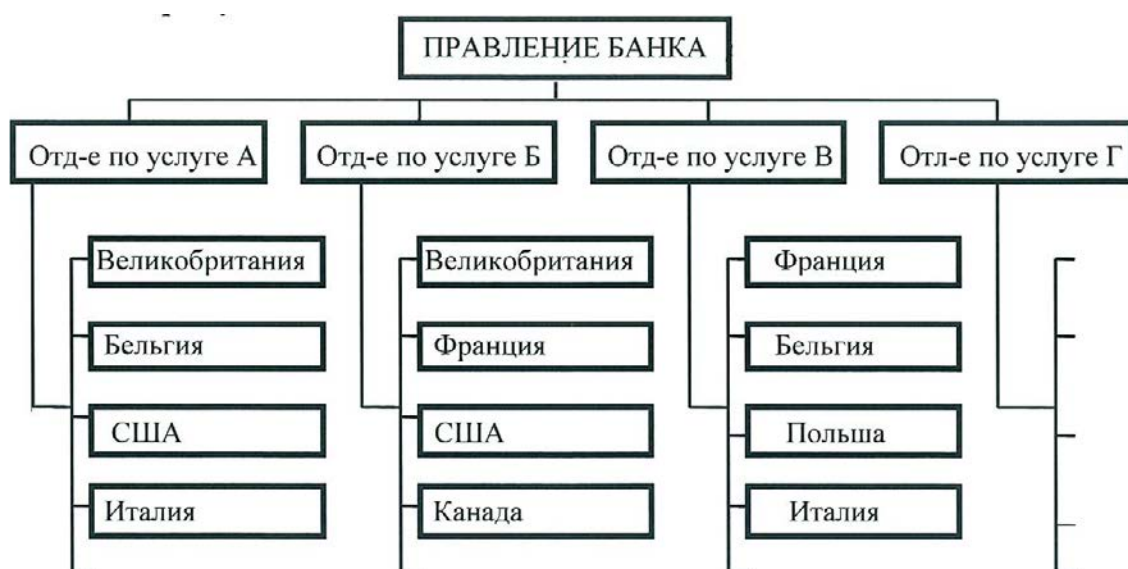 ПРАВЛЕНИЕ БАНКА
Отд-е по услуге А
Отд-е по услуге Б
Отд-е по услуге В
Отл-е по услуге Г
Великобритания
Великобритания
Франция
Бельгия
Франция
Бельгия
США
США
Польша
Италия
Канада
Италия